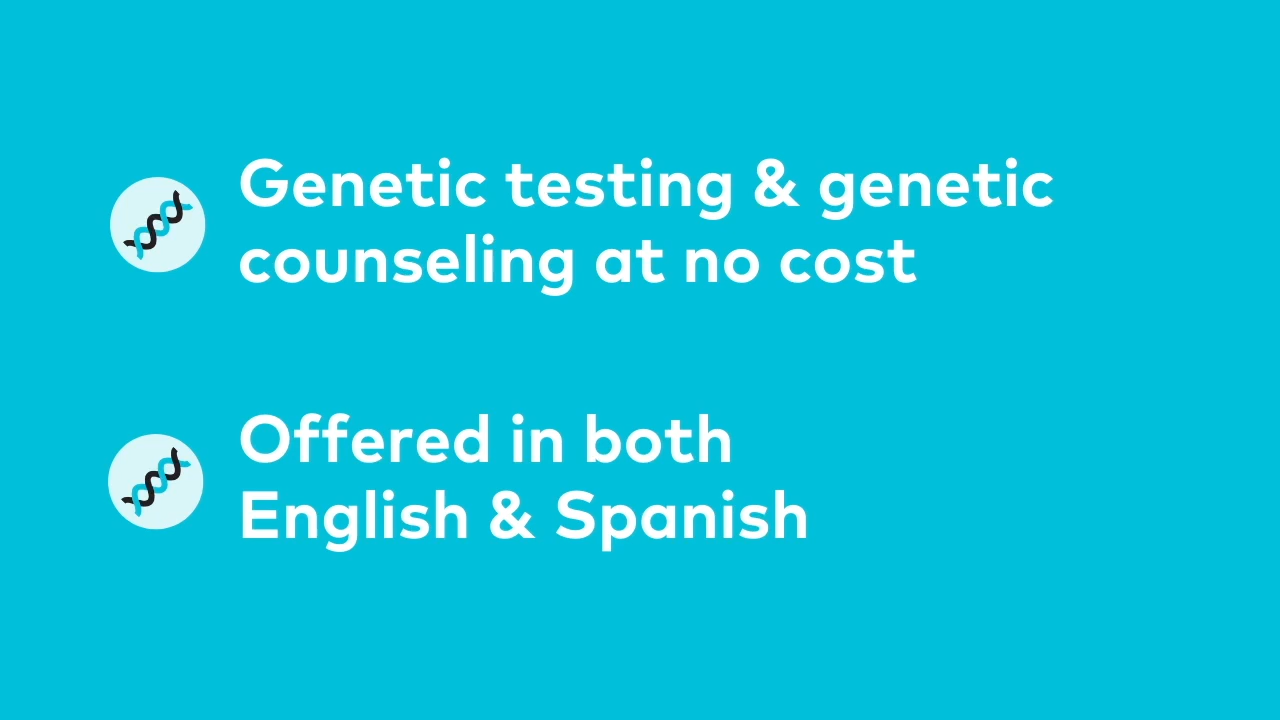 Genetic testing & genetic
counseling at no cost
Offered in both
English & Spanish